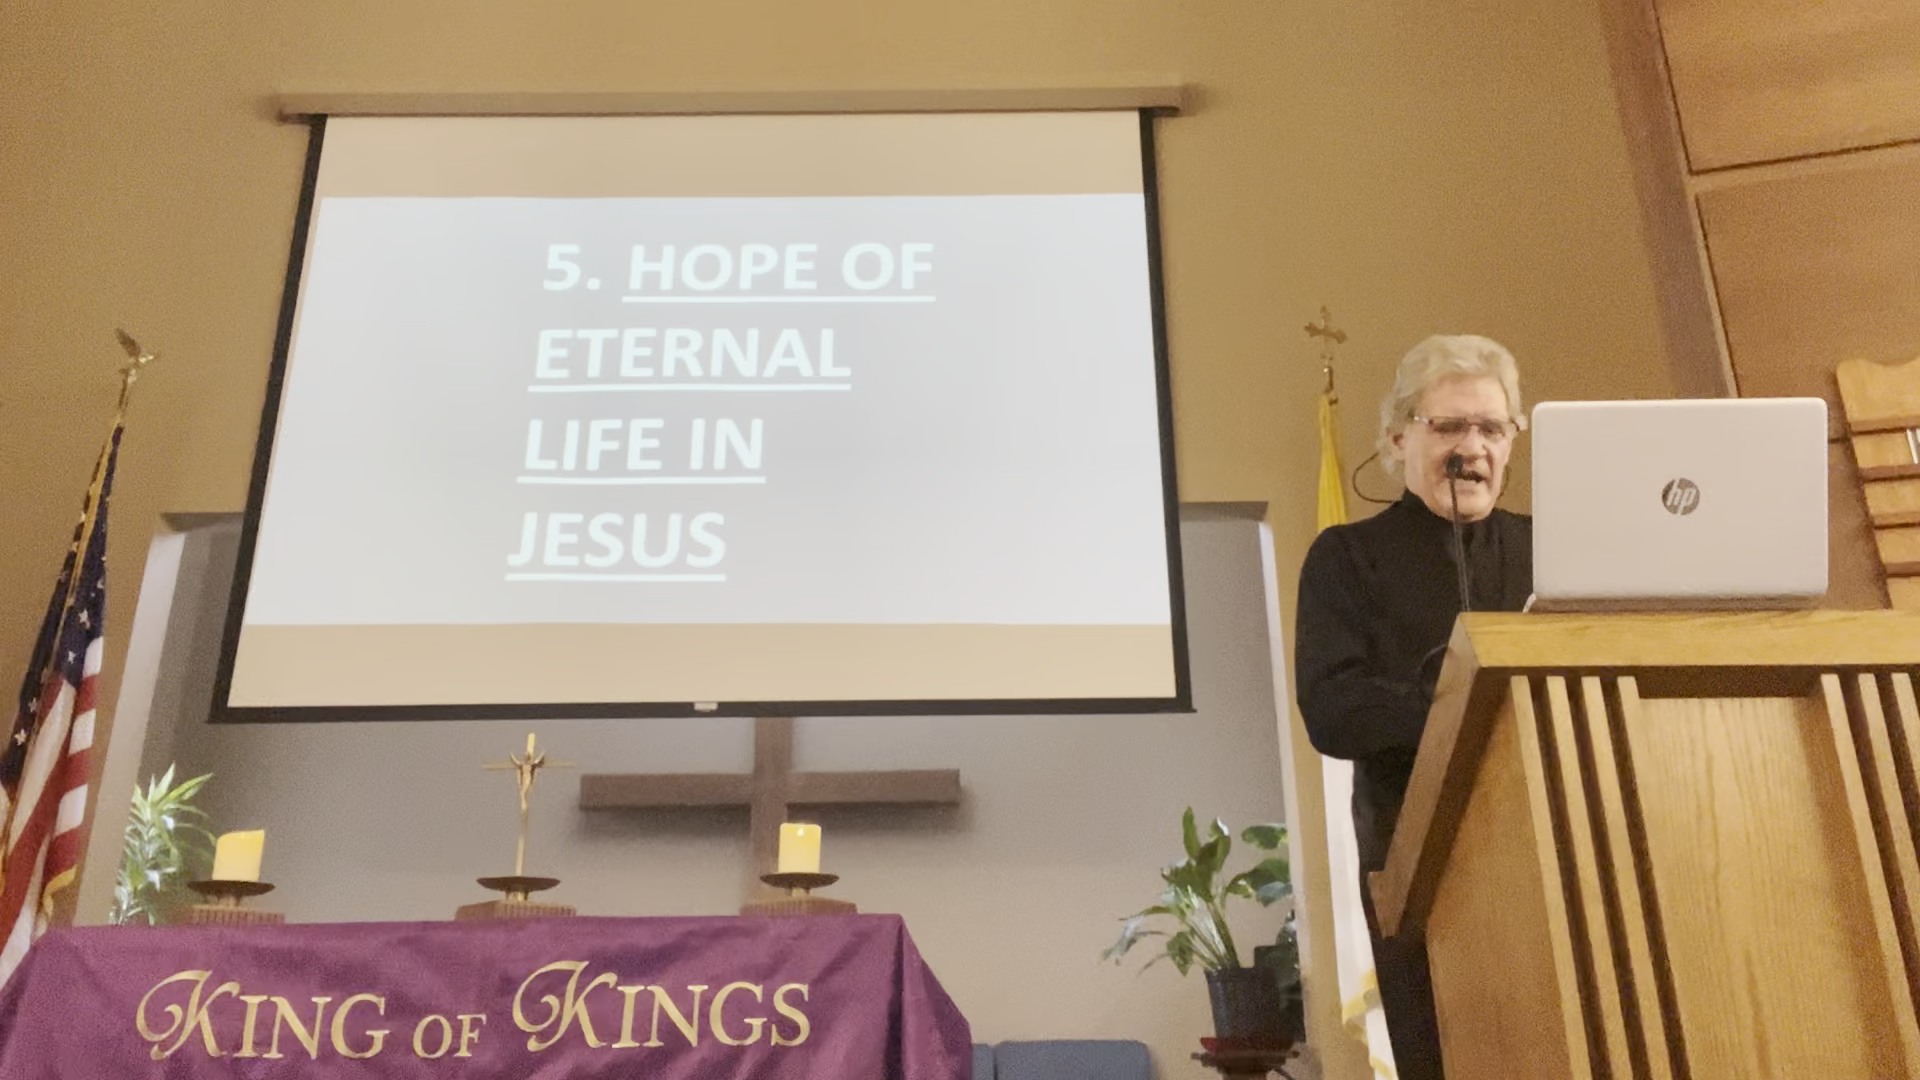 5. HOPE OF
ETERNAL
LIFE IN
JESUS
hp
KING OF KINGS